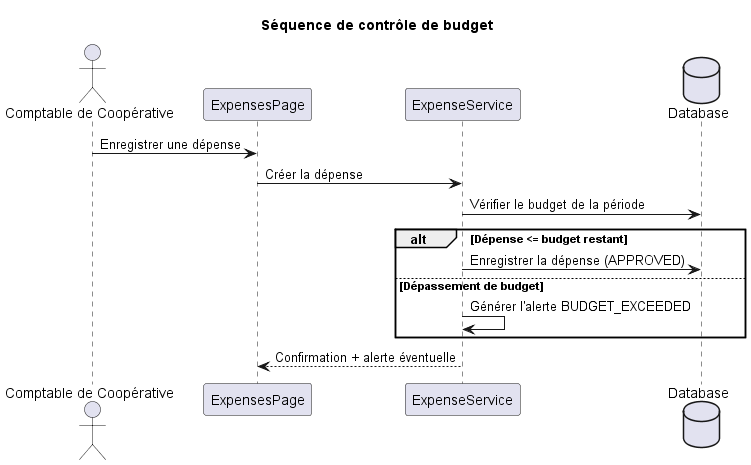 Séquence de contrôle de budget
Comptable de Coopérative
ExpensesPage
ExpenseService
Database
Enregistrer une dépense
Créer la dépense
Vérifier le budget de la période
alt
[Dépense <= budget restant]
Enregistrer la dépense (APPROVED)
[Dépassement de budget]
Générer l'alerte BUDGET_EXCEEDED
Confirmation + alerte éventuelle
Comptable de Coopérative
ExpensesPage
ExpenseService
Database